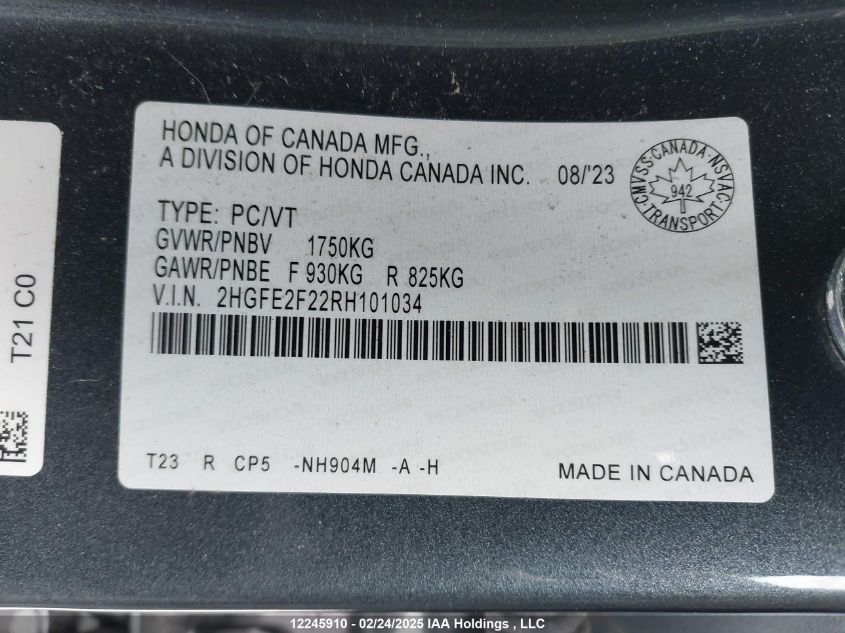 HONDA OF CANADA MFG.,
A DIVISION OF HONDA CANADA INC. 08/'23
CMVSS·CANADA·NSVAC·TRANSPORT
942
TYPE: PC/VT
GVWR/PNBV 1750KG
GAWR/PNBE F 930KG R 825KG
V.I.N. 2HGFE2F22RH101034
T23 R CP5 -NH904M -A -H
MADE IN CANADA
T21 C0
12245910 - 02/24/2025 IAA Holdings , LLC